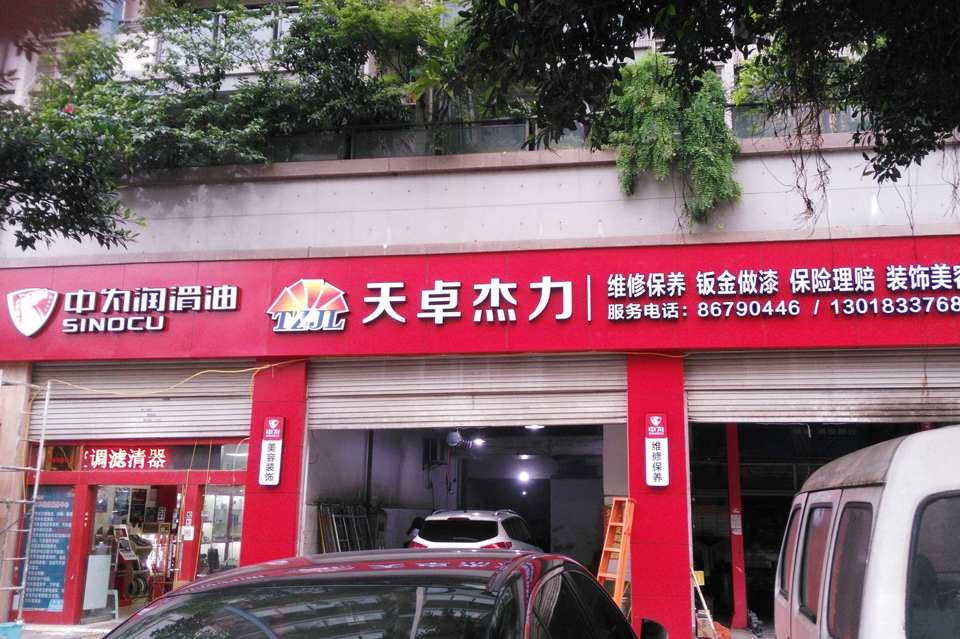 中为润滑油
SINOCU
TZJL
天卓杰力
维修保养 钣金做漆 保险理赔 装饰美容
服务电话：86790446 / 1301833768
调滤清器
中为
美容装饰
中为
维修保养